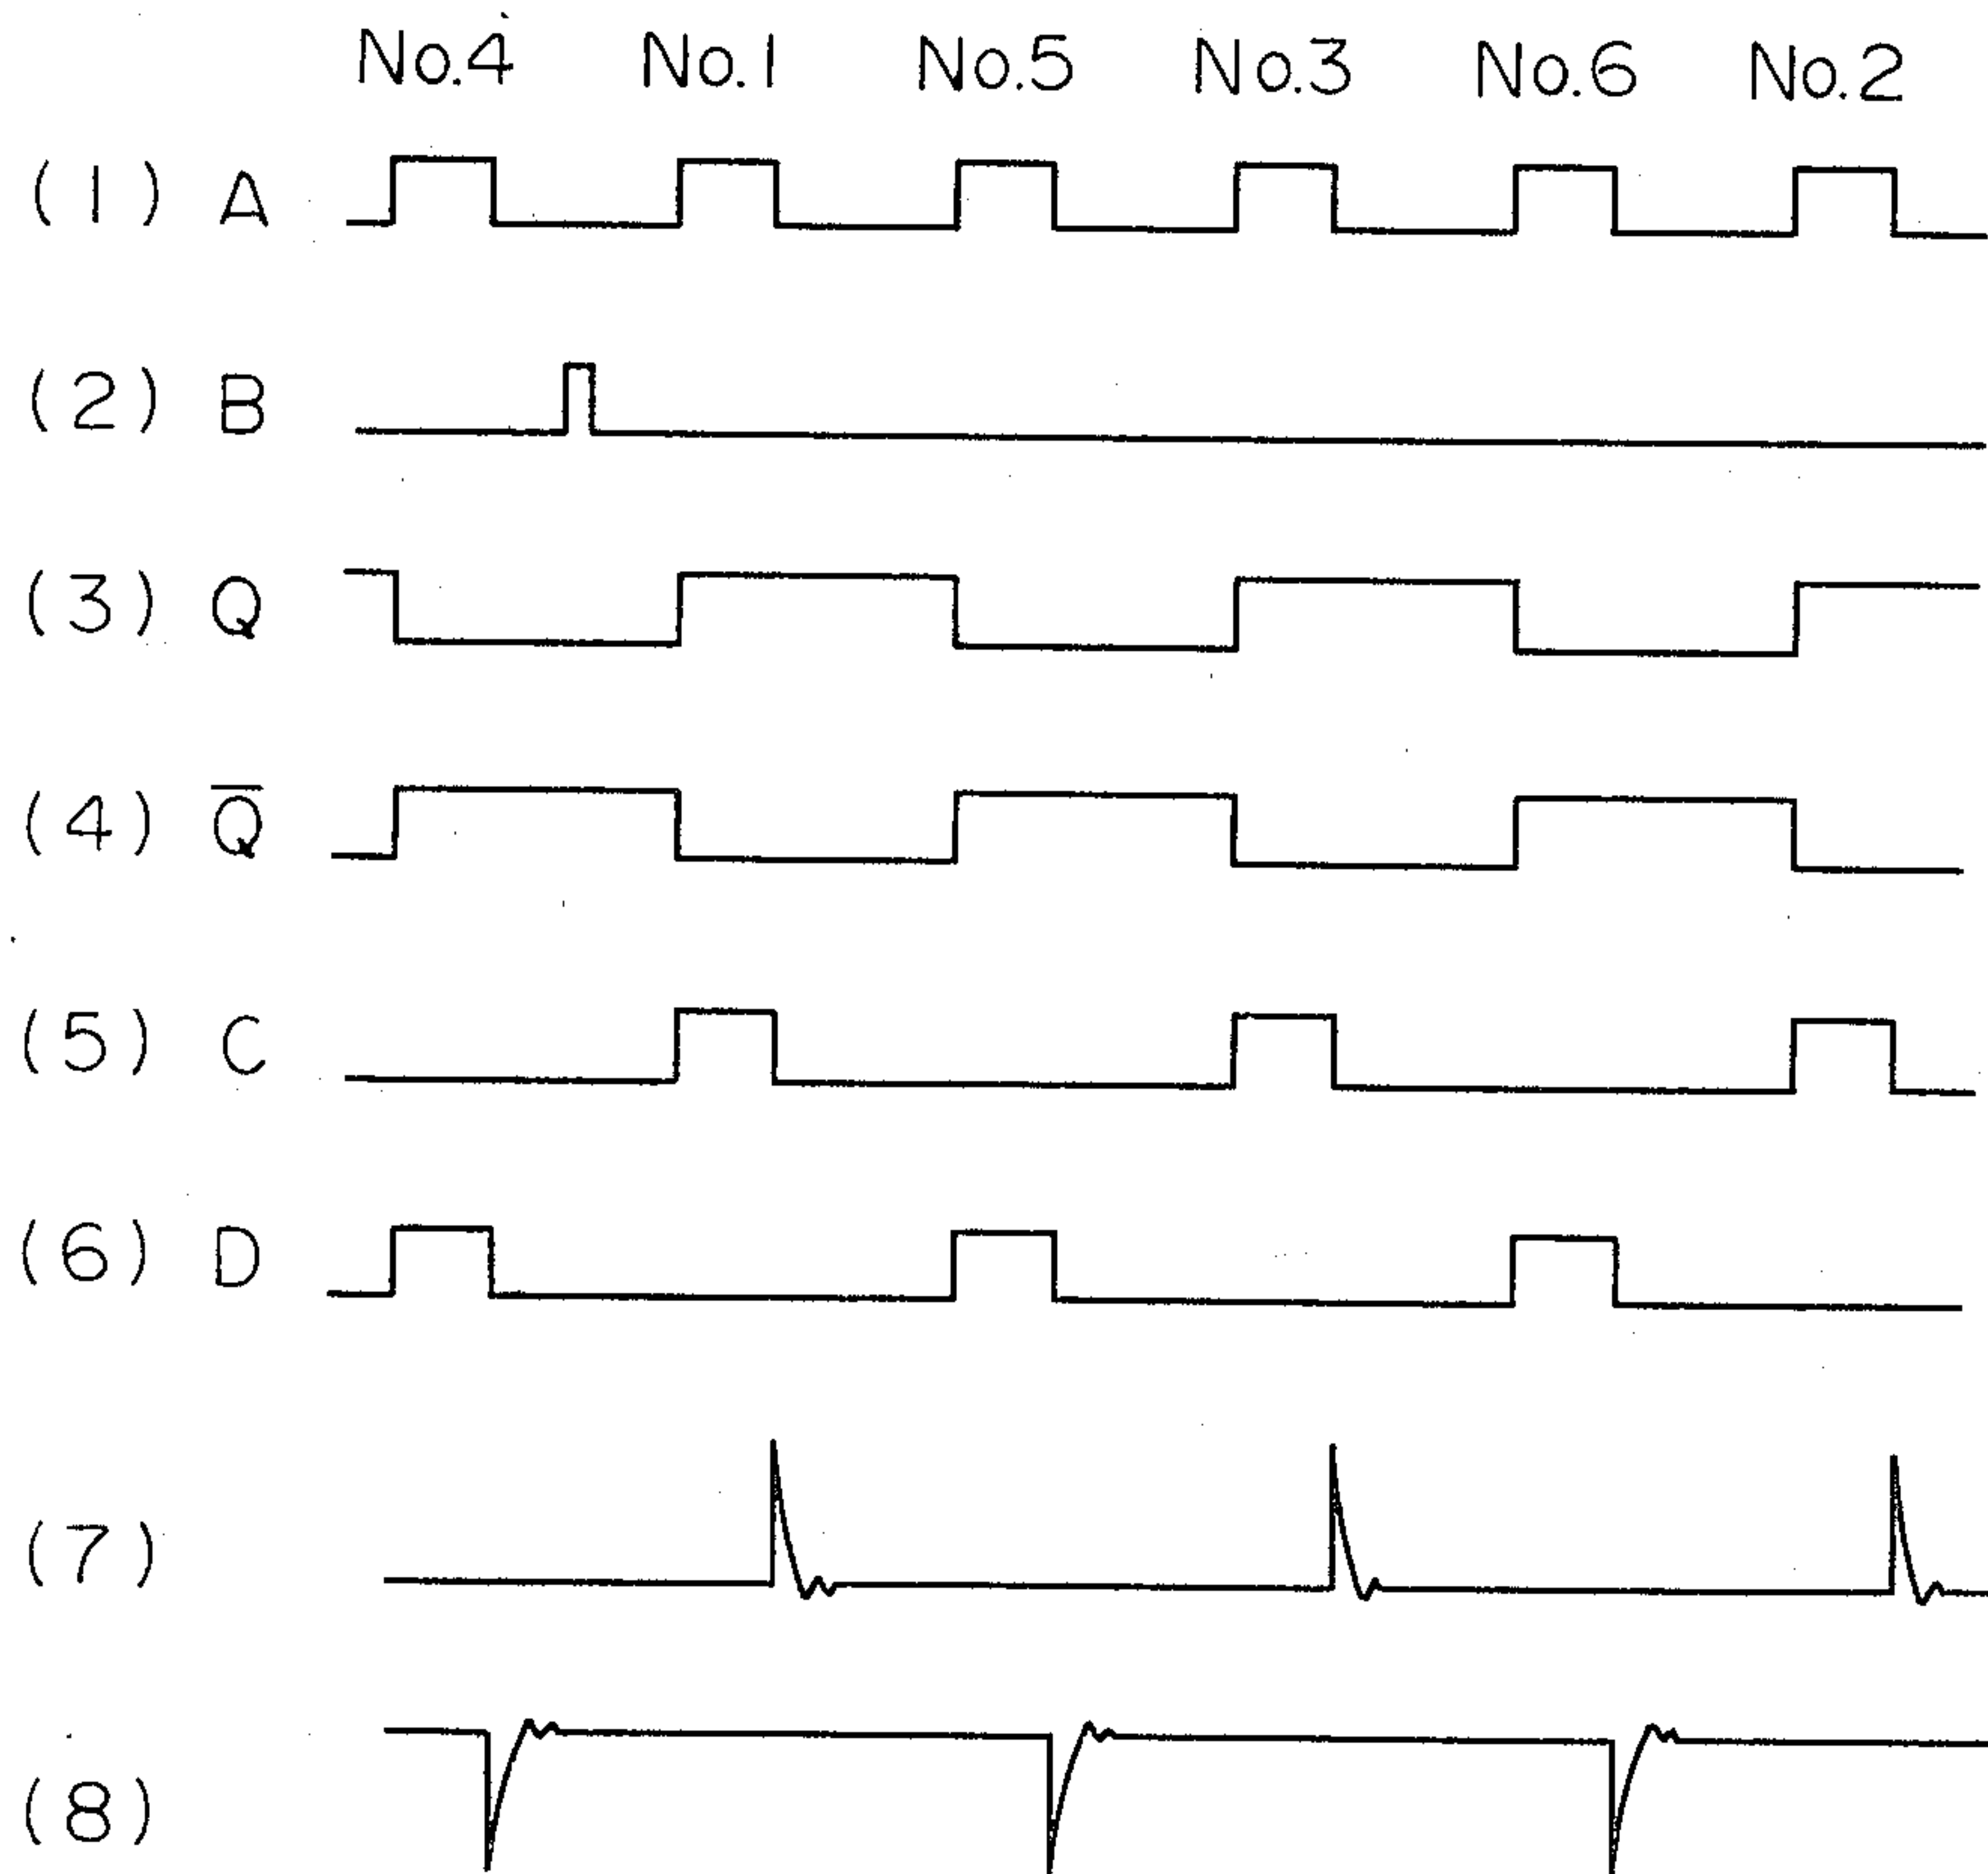 No.4 No.1 No.5 No.3 No.6 No.2
(1) A
(2) B
(3) Q
(4) Q̅
(5) C
(6) D
(7)
(8)